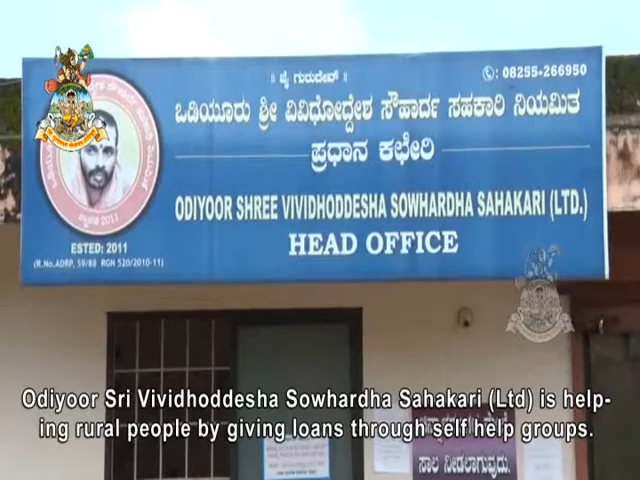 ॥ ಜೈ ಗುರುದೇವ್ ॥
✆: 08255-266950
ಒಡಿಯೂರು ಶ್ರೀ ವಿವಿಧೋದ್ದೇಶ ಸೌಹಾರ್ದ ಸಹಕಾರಿ ನಿಯಮಿತ
ಪ್ರಧಾನ ಕಛೇರಿ
ODIYOOR SHREE VIVIDHODDESHA SOWHARDHA SAHAKARI (LTD.)
HEAD OFFICE
ಸ್ಥಾಪನೆ 2011
ESTED: 2011
(R.No.ADRP, 59/88 RGN 520/2010-11)
Odiyoor Sri Vividhoddesha Sowhardha Sahakari (Ltd) is help-
ing rural people by giving loans through self help groups.
ಸಾಲ ನೀಡಲಾಗುವುದು.